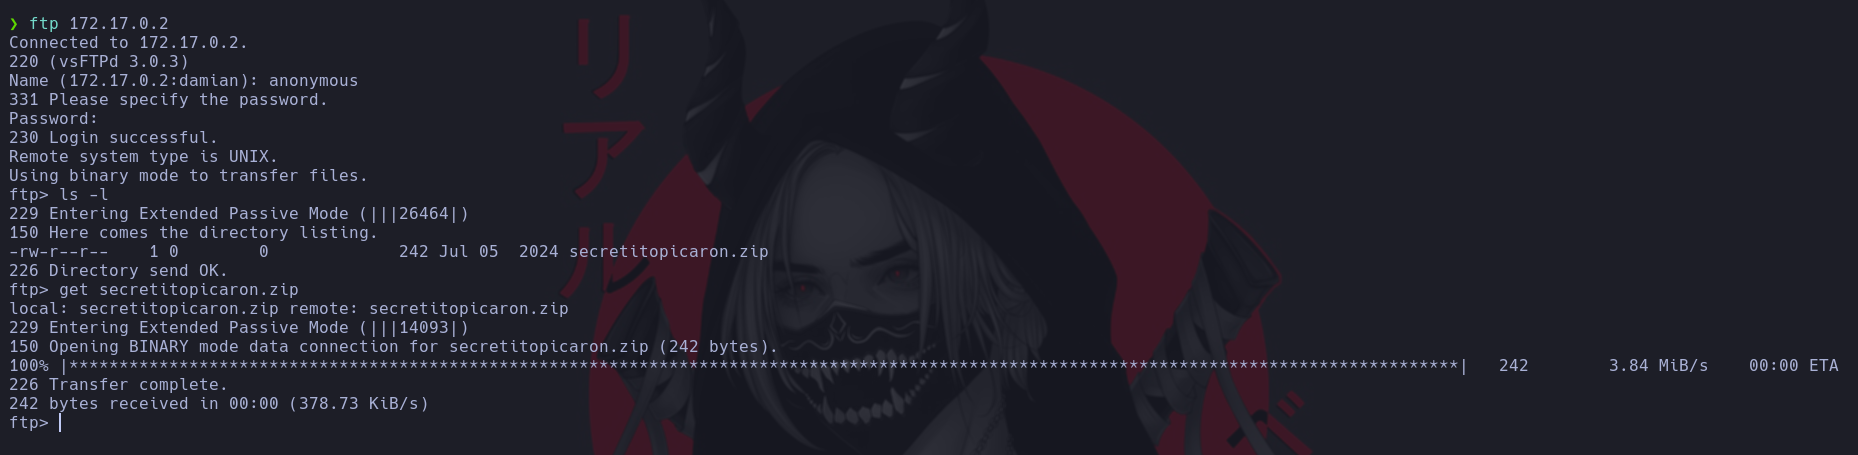 ❯ ftp 172.17.0.2
Connected to 172.17.0.2.
220 (vsFTPd 3.0.3)
Name (172.17.0.2:damian): anonymous
331 Please specify the password.
Password:
230 Login successful.
Remote system type is UNIX.
Using binary mode to transfer files.
ftp> ls -l
229 Entering Extended Passive Mode (|||26464|)
150 Here comes the directory listing.
-rw-r--r--    1 0        0             242 Jul 05  2024 secretitopicaron.zip
226 Directory send OK.
ftp> get secretitopicaron.zip
local: secretitopicaron.zip remote: secretitopicaron.zip
229 Entering Extended Passive Mode (|||14093|)
150 Opening BINARY mode data connection for secretitopicaron.zip (242 bytes).
100% |*******************************************************************************************************************************************|   242        3.84 MiB/s    00:00 ETA
226 Transfer complete.
242 bytes received in 00:00 (378.73 KiB/s)
ftp>
リアル